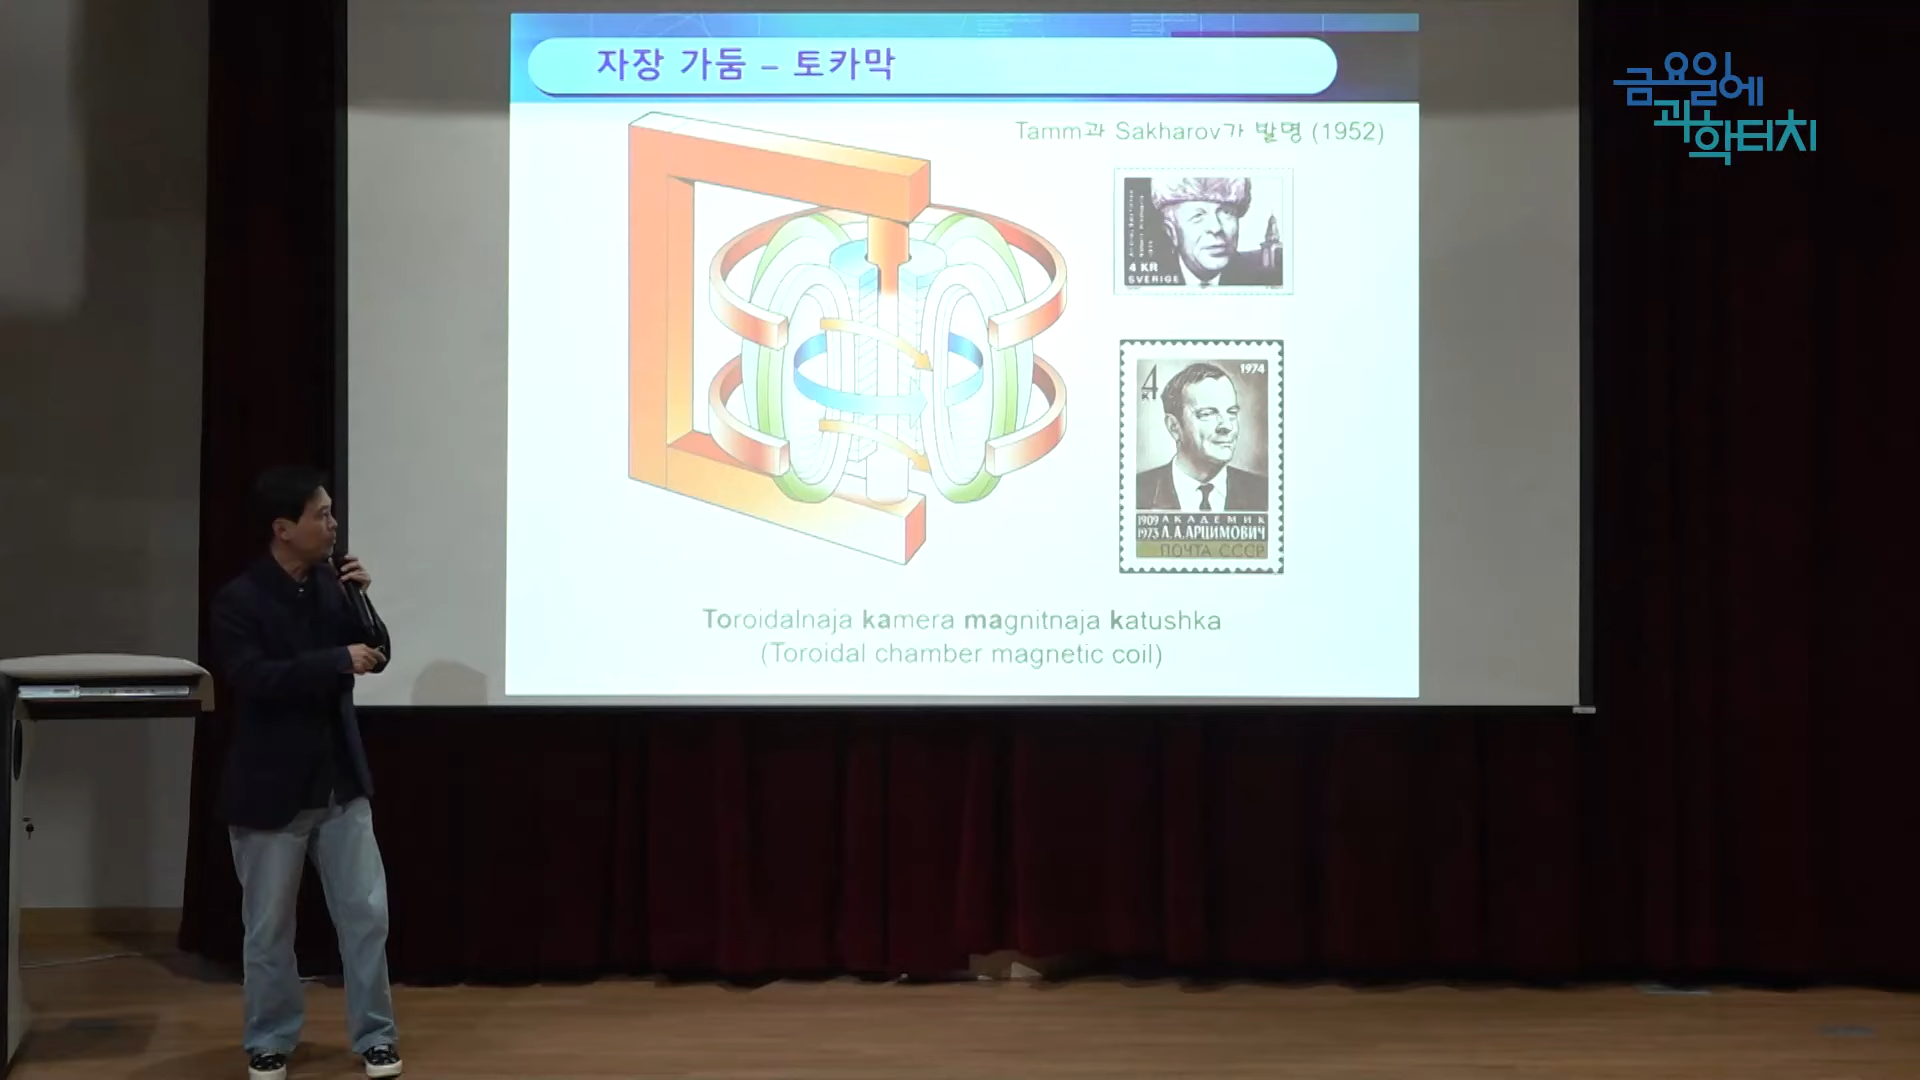 자장 가둠 – 토카막
금요일에
과학터치
Tamm과 Sakharov가 발명 (1952)
4 KR
SVERIGE
4
К
1974
1909 АКАДЕМИК
1973 Л.А.АРЦИМОВИЧ
ПОЧТА СССР
Toroidalnaja kamera magnitnaja katushka
(Toroidal chamber magnetic coil)